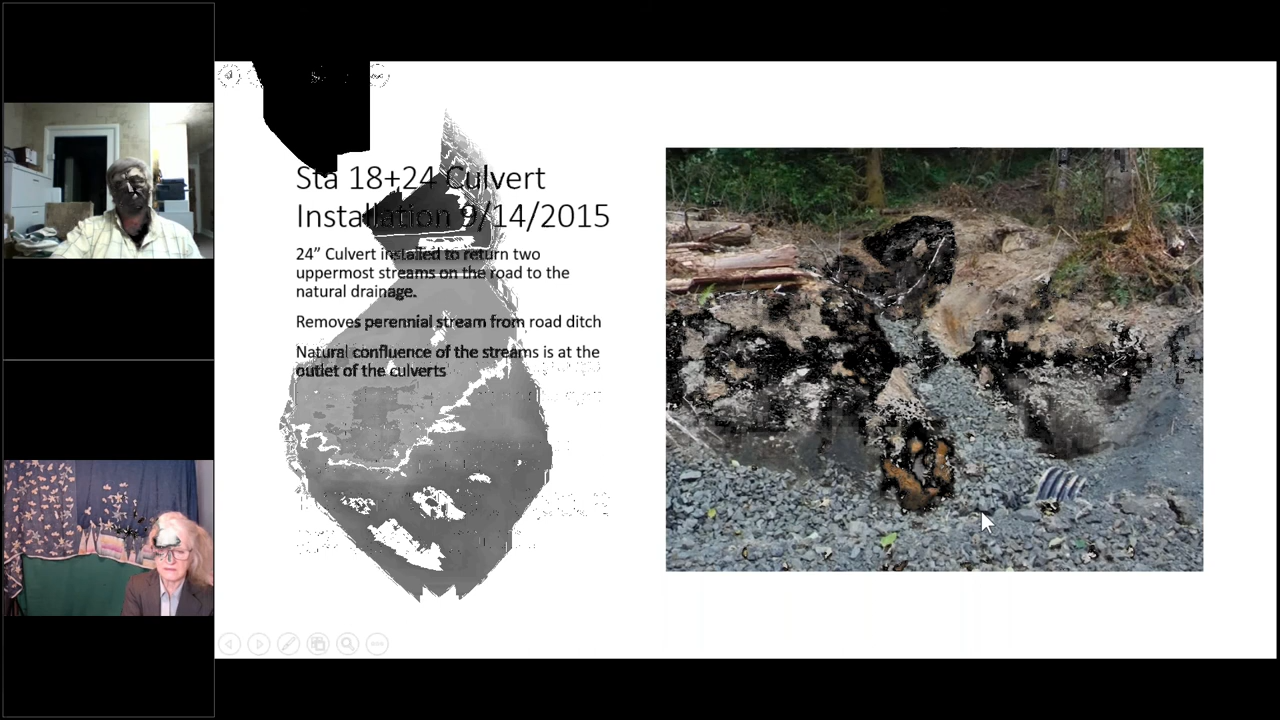 Sta 18+24 Culvert
Installation 9/14/2015
24” Culvert installed to return two
uppermost streams on the road to the
natural drainage.
Removes perennial stream from road ditch
Natural confluence of the streams is at the
outlet of the culverts